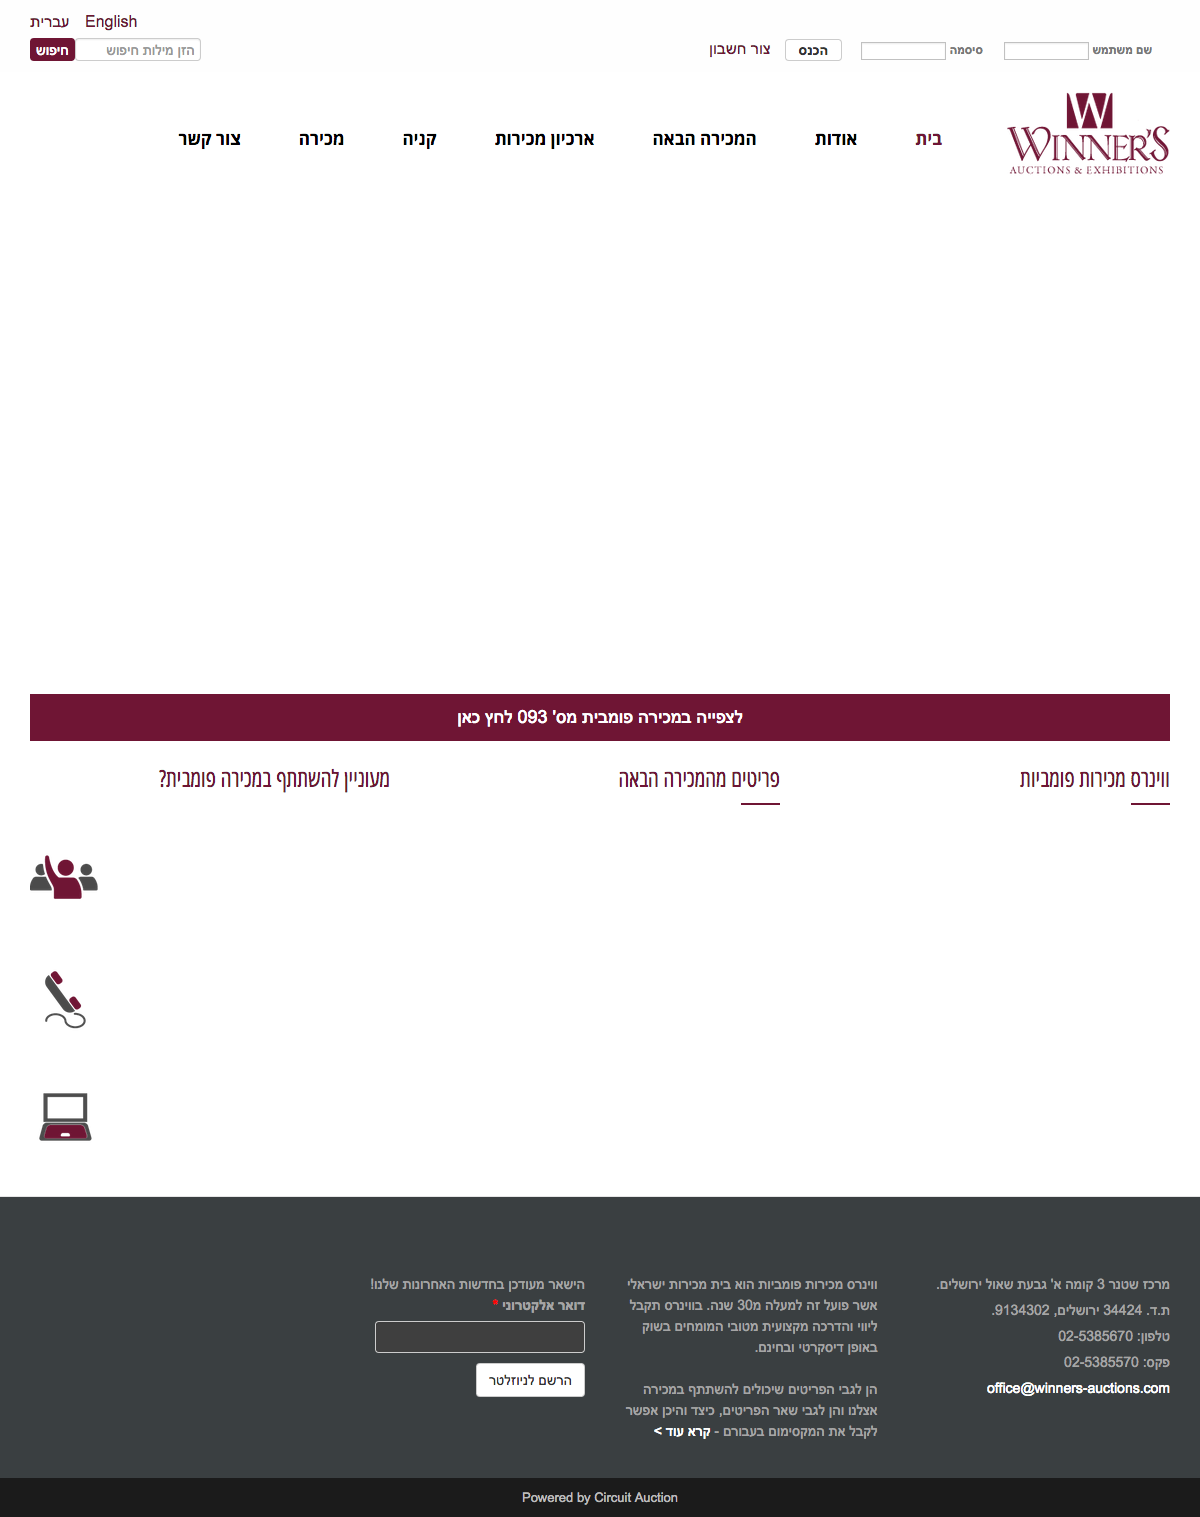 עברית English
חיפוש הזן מילות חיפוש
שם משתמש סיסמה הכנס צור חשבון
W
WINNER'S
AUCTIONS & EXHIBITIONS
בית אודות המכירה הבאה ארכיון מכירות קניה מכירה צור קשר
לצפייה במכירה פומבית מס' 093 לחץ כאן
ווינרס מכירות פומביות
פריטים מהמכירה הבאה
מעוניין להשתתף במכירה פומבית?
מרכז שטנר 3 קומה א' גבעת שאול ירושלים.
ת.ד. 34424 ירושלים, 9134302.
טלפון: 02-5385670
פקס: 02-5385570
office@winners-auctions.com
ווינרס מכירות פומביות הוא בית מכירות ישראלי
אשר פועל זה למעלה מ30 שנה. בווינרס תקבל
ליווי והדרכה מקצועית מטובי המומחים בשוק
באופן דיסקרטי ובחינם.
הן לגבי הפריטים שיכולים להשתתף במכירה
אצלנו והן לגבי שאר הפריטים, כיצד והיכן אפשר
לקבל את המקסימום בעבורם - קרא עוד >
הישאר מעודכן בחדשות האחרונות שלנו!
דואר אלקטרוני *
הרשם לניוזלטר
Powered by Circuit Auction